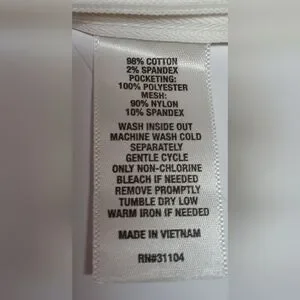 98% COTTON
2% SPANDEX
POCKETING:
100% POLYESTER
MESH:
90% NYLON
10% SPANDEX
WASH INSIDE OUT
MACHINE WASH COLD
SEPARATELY
GENTLE CYCLE
ONLY NON-CHLORINE
BLEACH IF NEEDED
REMOVE PROMPTLY
TUMBLE DRY LOW
WARM IRON IF NEEDED
MADE IN VIETNAM
RN#31104